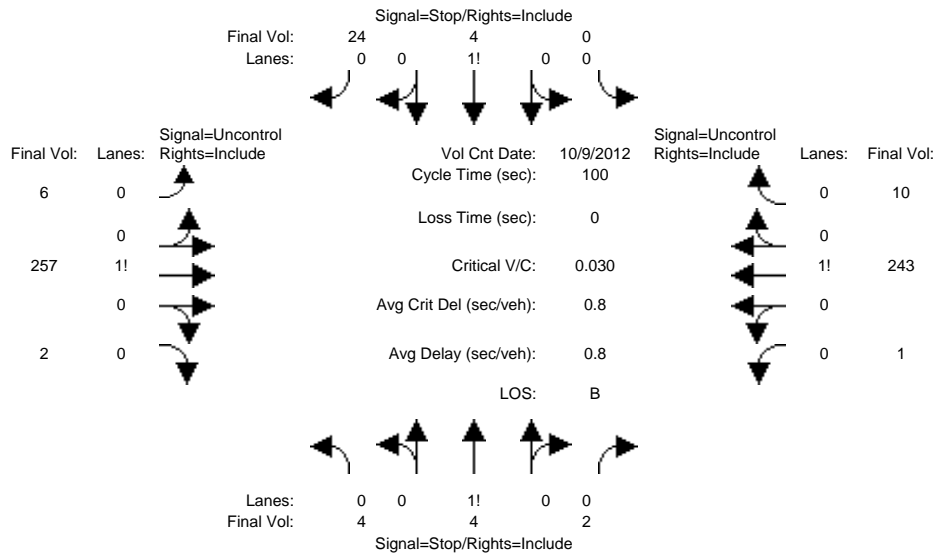 Signal=Stop/Rights=Include
Final Vol: 24 4 0
Lanes: 0 0 1! 0 0
Signal=Uncontrol Signal=Uncontrol
Final Vol: Lanes: Rights=Include Vol Cnt Date: 10/9/2012 Rights=Include Lanes: Final Vol:
Cycle Time (sec): 100
6 0 0 10
Loss Time (sec): 0
0 0
257 1! Critical V/C: 0.030 1! 243
0 Avg Crit Del (sec/veh): 0.8 0
2 0 Avg Delay (sec/veh): 0.8 0 1
LOS: B
Lanes: 0 0 1! 0 0
Final Vol: 4 4 2
Signal=Stop/Rights=Include